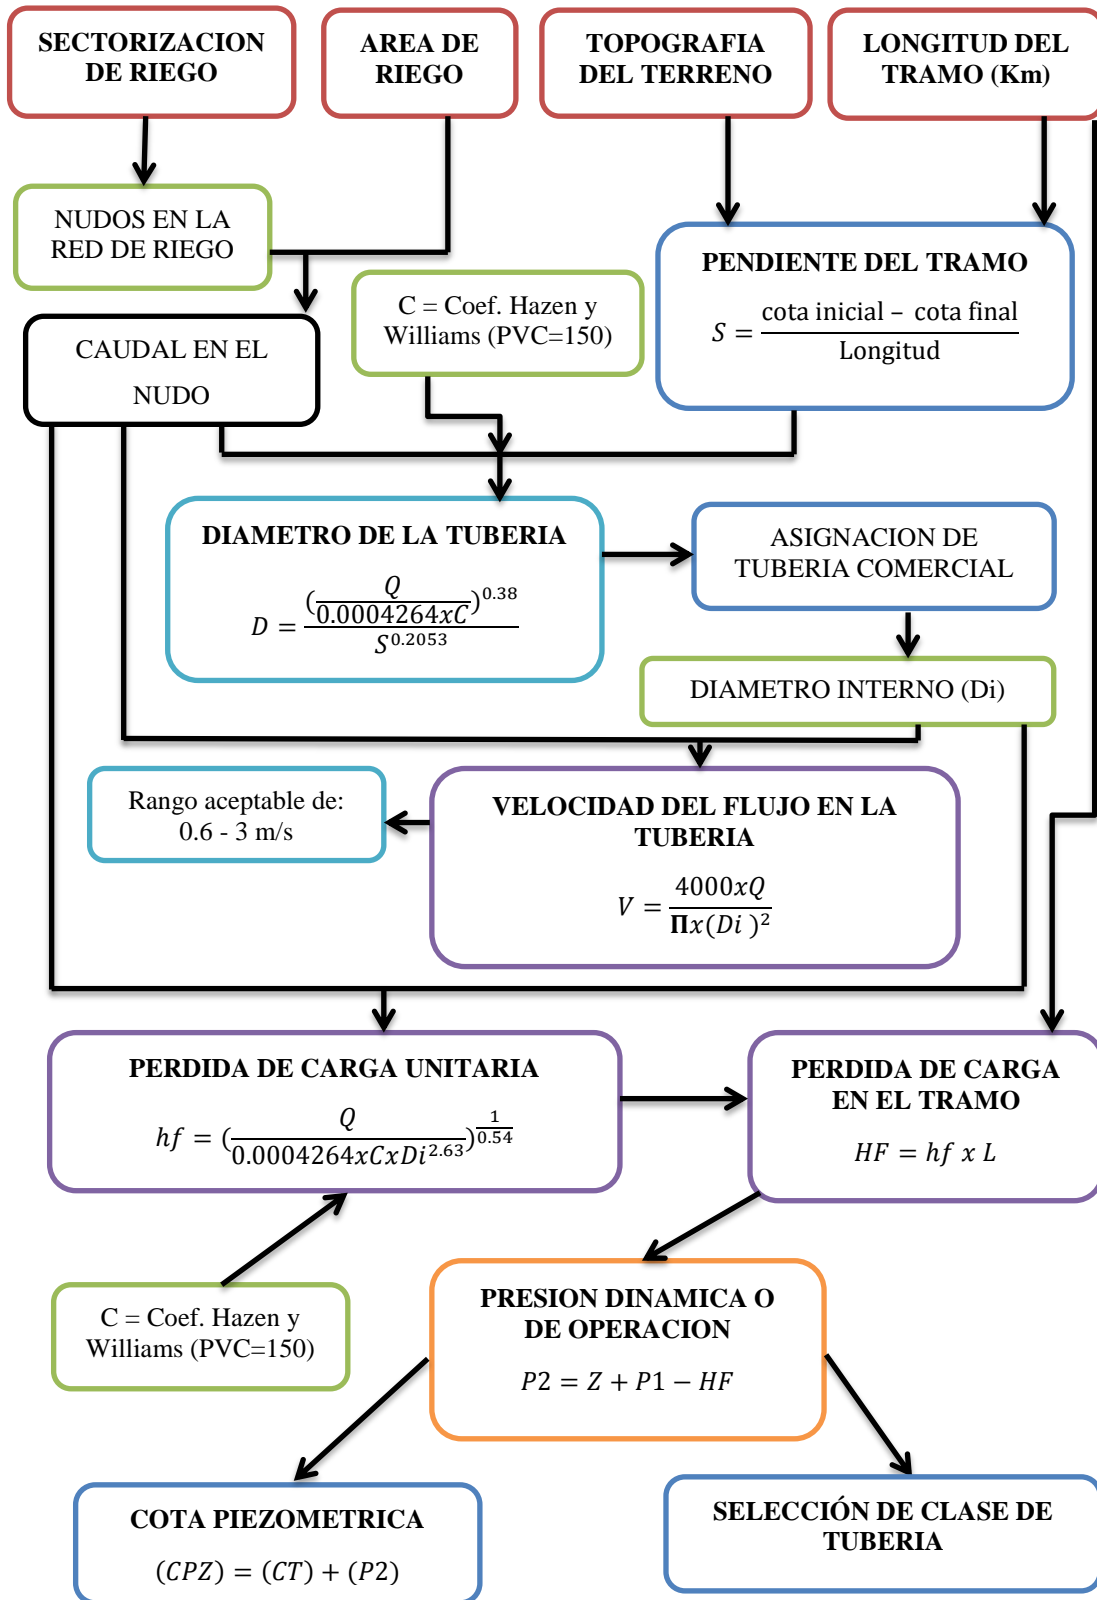 SECTORIZACION
DE RIEGO
AREA DE
RIEGO
TOPOGRAFIA
DEL TERRENO
LONGITUD DEL
TRAMO (Km)
NUDOS EN LA
RED DE RIEGO
PENDIENTE DEL TRAMO
S = cota inicial – cota final / Longitud
C = Coef. Hazen y
Williams (PVC=150)
CAUDAL EN EL
NUDO
DIAMETRO DE LA TUBERIA
D = (Q / 0.0004264xC)^0.38 / S^0.2053
ASIGNACION DE
TUBERIA COMERCIAL
DIAMETRO INTERNO (Di)
Rango aceptable de:
0.6 - 3 m/s
VELOCIDAD DEL FLUJO EN LA
TUBERIA
V = 4000xQ / Πx(Di )^2
PERDIDA DE CARGA UNITARIA
hf = (Q / 0.0004264xCxDi^2.63)^(1/0.54)
PERDIDA DE CARGA
EN EL TRAMO
HF = hf x L
C = Coef. Hazen y
Williams (PVC=150)
PRESION DINAMICA O
DE OPERACION
P2 = Z + P1 − HF
COTA PIEZOMETRICA
(CPZ) = (CT) + (P2)
SELECCIÓN DE CLASE DE
TUBERIA